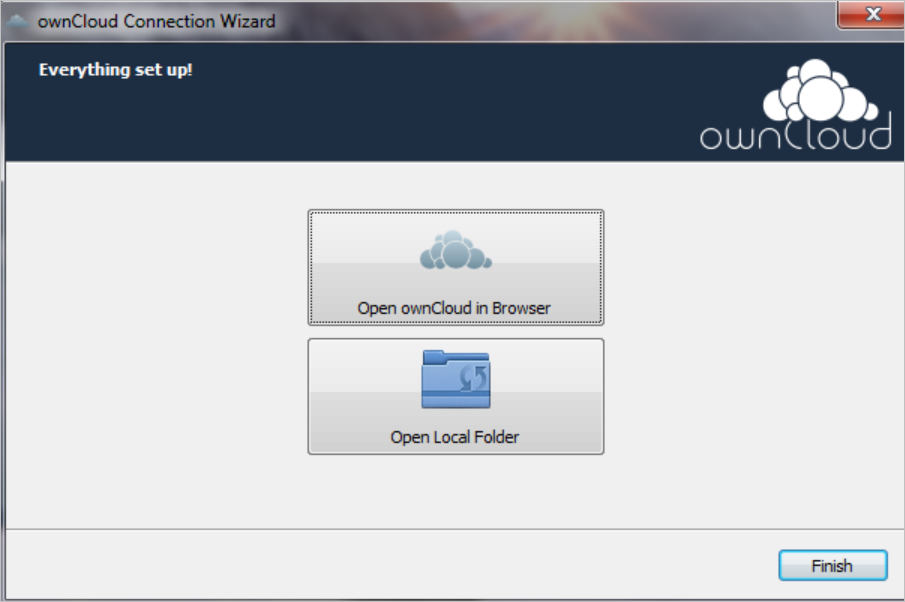 ownCloud Connection Wizard
Everything set up!
ownCloud
Open ownCloud in Browser
Open Local Folder
Finish